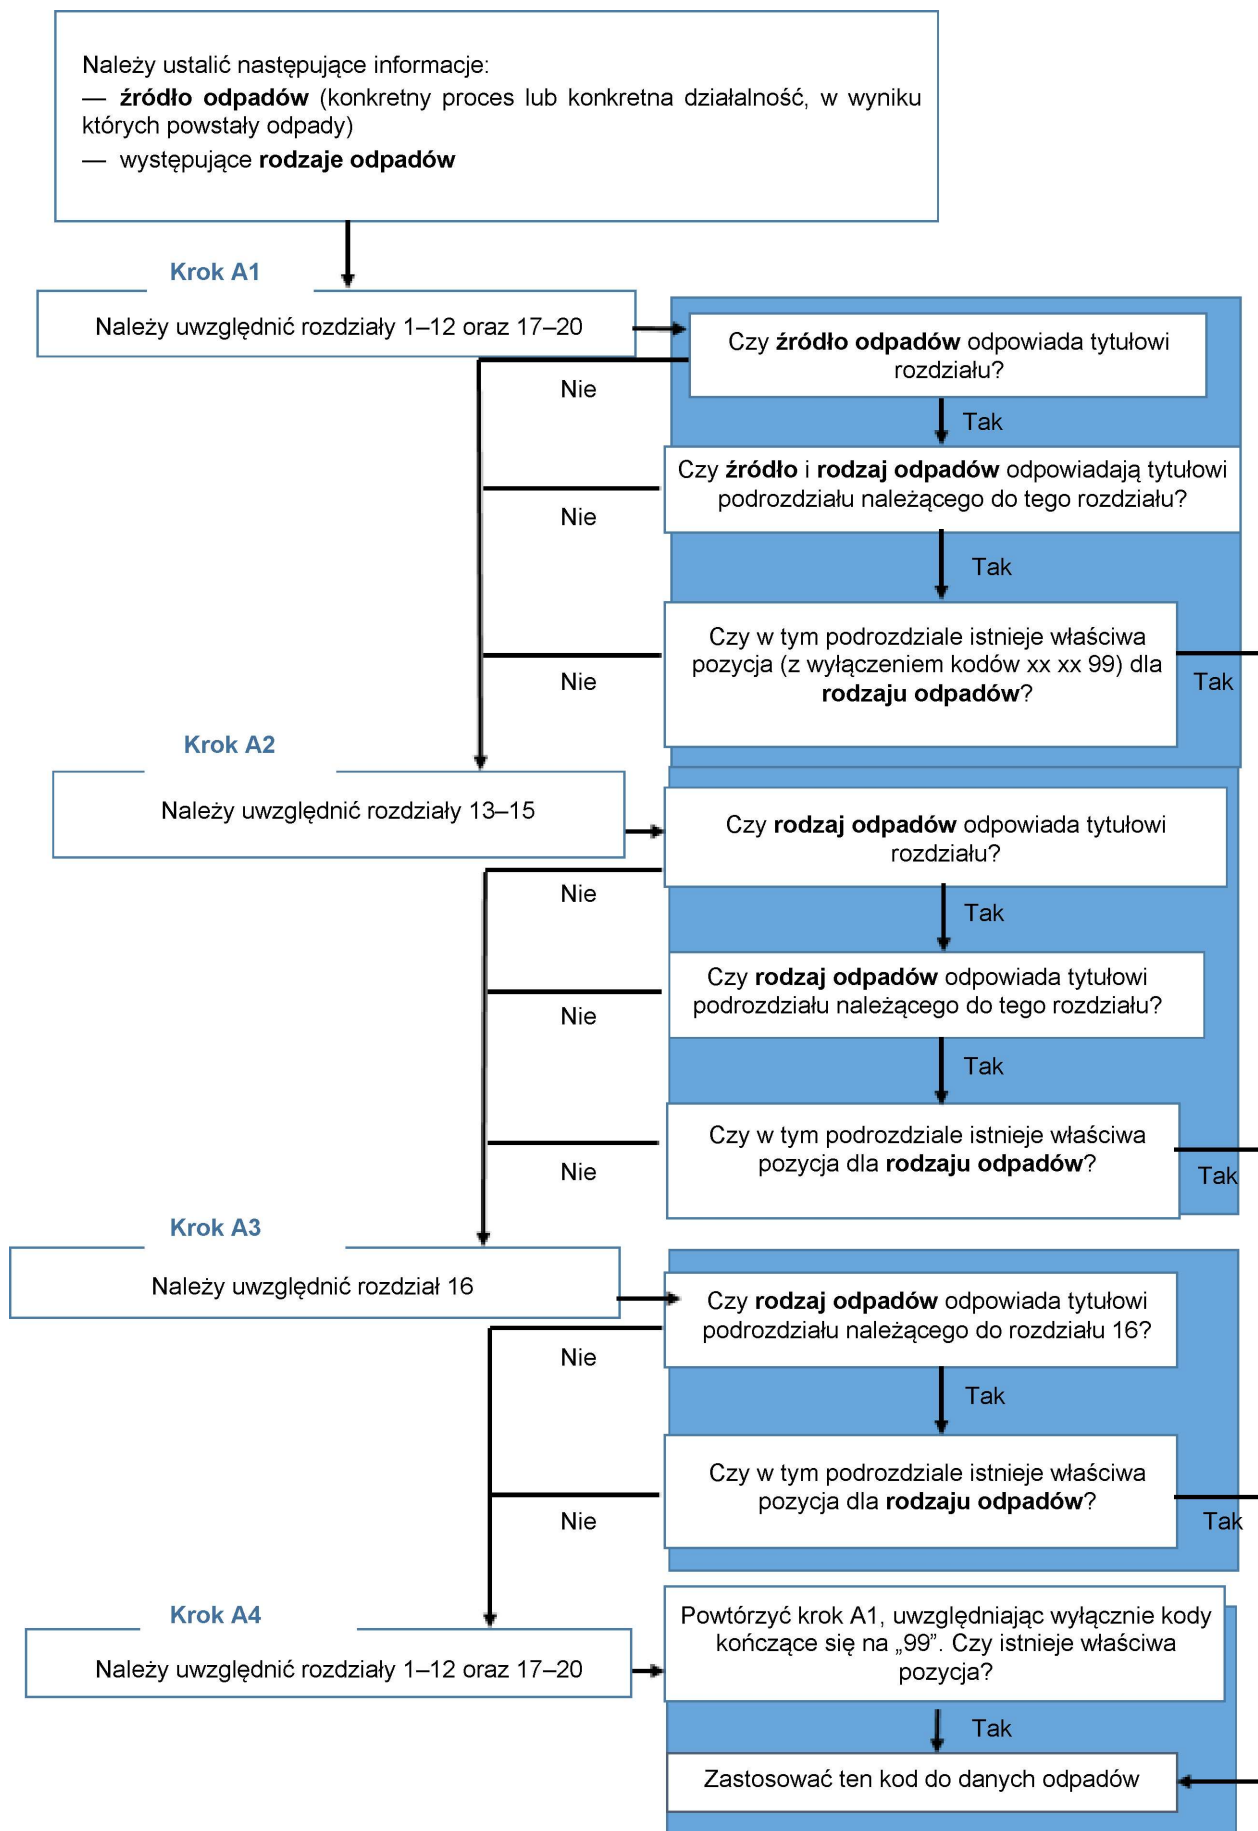 Należy ustalić następujące informacje:
— źródło odpadów (konkretny proces lub konkretna działalność, w wyniku
których powstały odpady)
— występujące rodzaje odpadów
Krok A1
Należy uwzględnić rozdziały 1–12 oraz 17–20
Czy źródło odpadów odpowiada tytułowi
rozdziału?
Nie
Tak
Czy źródło i rodzaj odpadów odpowiadają tytułowi
podrozdziału należącego do tego rozdziału?
Nie
Tak
Czy w tym podrozdziale istnieje właściwa
pozycja (z wyłączeniem kodów xx xx 99) dla
rodzaju odpadów?
Nie
Tak
Krok A2
Należy uwzględnić rozdziały 13–15
Czy rodzaj odpadów odpowiada tytułowi
rozdziału?
Nie
Tak
Czy rodzaj odpadów odpowiada tytułowi
podrozdziału należącego do tego rozdziału?
Nie
Tak
Czy w tym podrozdziale istnieje właściwa
pozycja dla rodzaju odpadów?
Nie
Tak
Krok A3
Należy uwzględnić rozdział 16
Czy rodzaj odpadów odpowiada tytułowi
podrozdziału należącego do rozdziału 16?
Nie
Tak
Czy w tym podrozdziale istnieje właściwa
pozycja dla rodzaju odpadów?
Nie
Tak
Krok A4
Należy uwzględnić rozdziały 1–12 oraz 17–20
Powtórzyć krok A1, uwzględniając wyłącznie kody
kończące się na „99”. Czy istnieje właściwa
pozycja?
Tak
Zastosować ten kod do danych odpadów